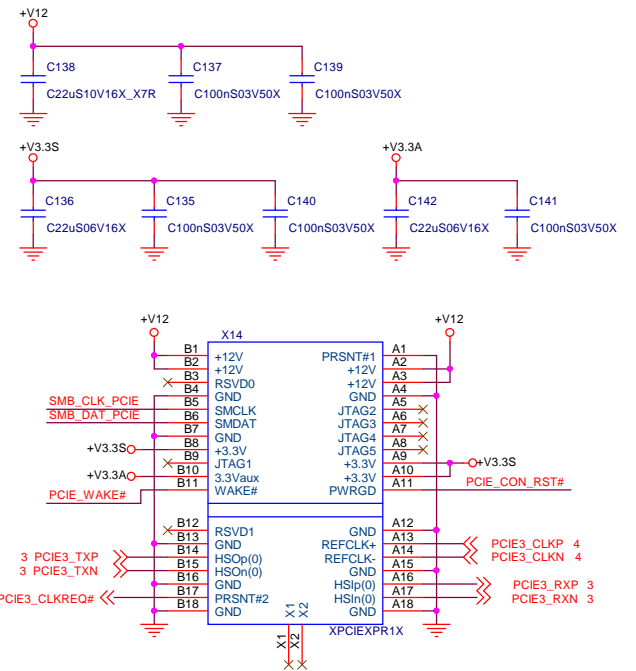 +V12
C138 C137 C139
C22uS10V16X_X7R C100nS03V50X C100nS03V50X
+V3.3S +V3.3A
C136 C135 C140 C142 C141
C22uS06V16X C100nS03V50X C100nS03V50X C22uS06V16X C100nS03V50X
+V12 +V12
X14
B1 +12V PRSNT#1 A1
B2 +12V +12V A2
B3 RSVD0 +12V A3
B4 GND GND A4
SMB_CLK_PCIE B5 SMCLK JTAG2 A5
SMB_DAT_PCIE B6 SMDAT JTAG3 A6
B7 GND JTAG4 A7
+V3.3S B8 +3.3V JTAG5 A8
B9 JTAG1 +3.3V A9 +V3.3S
+V3.3A B10 3.3Vaux +3.3V A10
PCIE_WAKE# B11 WAKE# PWRGD A11 PCIE_CON_RST#
B12 RSVD1 GND A12
B13 GND REFCLK+ A13 PCIE3_CLKP 4
3 PCIE3_TXP B14 HSOp(0) REFCLK- A14 PCIE3_CLKN 4
3 PCIE3_TXN B15 HSOn(0) GND A15
B16 GND HSIp(0) A16 PCIE3_RXP 3
PCIE3_CLKREQ# B17 PRSNT#2 HSIn(0) A17 PCIE3_RXN 3
B18 GND GND A18
X1 X2
XPCIEXPR1X
X1 X2